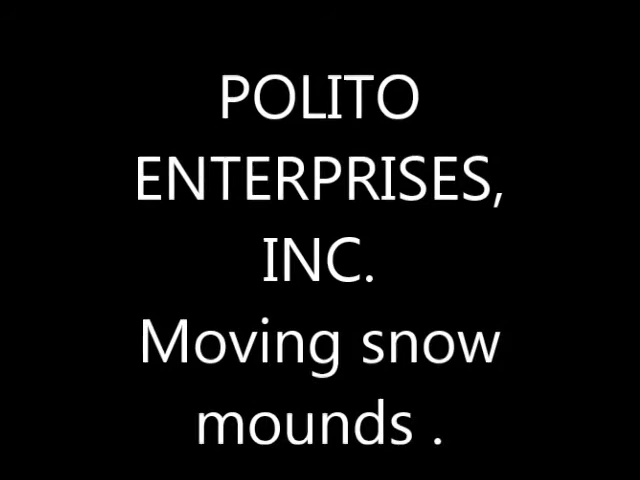 POLITO
ENTERPRISES,
INC.
Moving snow
mounds .